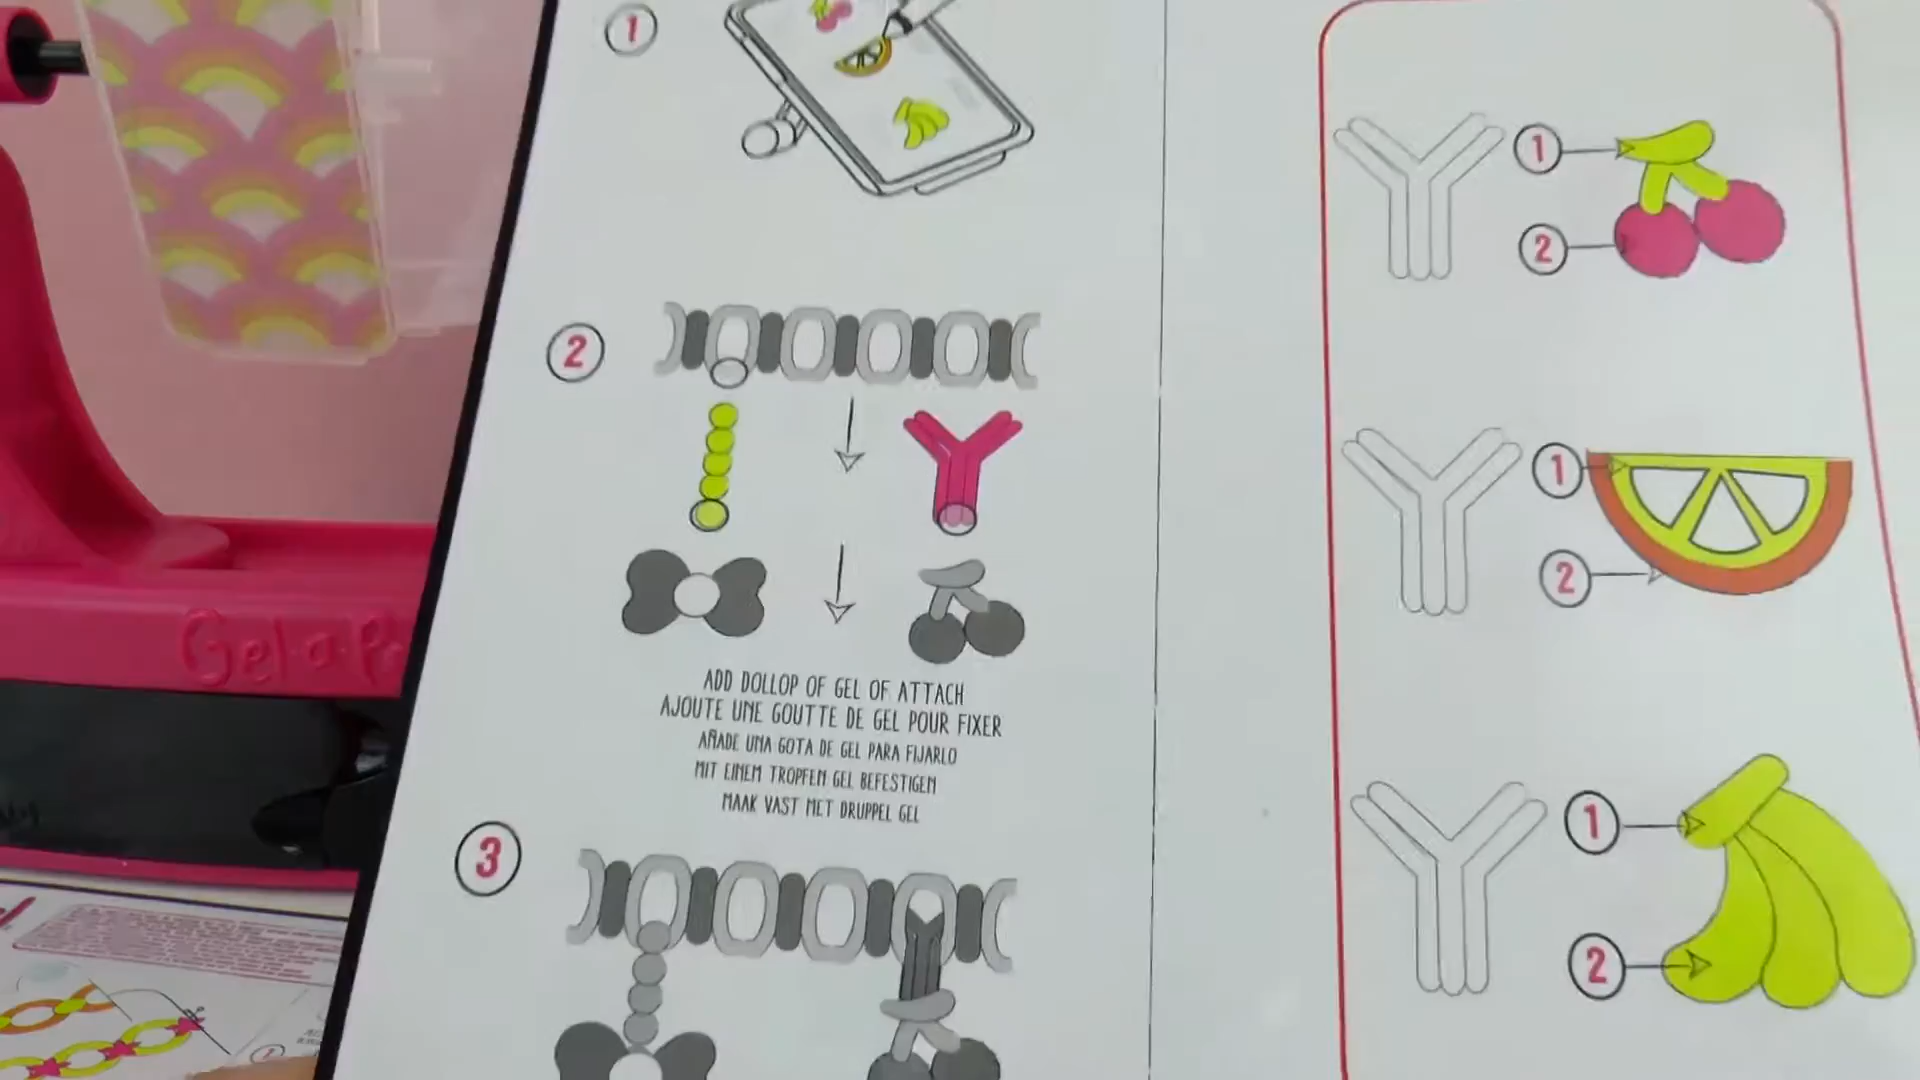 1
2
ADD DOLLOP OF GEL OF ATTACH
AJOUTE UNE GOUTTE DE GEL POUR FIXER
AÑADE UNA GOTA DE GEL PARA FIJARLO
MIT EINEM TROPFEN GEL BEFESTIGEN
MAAK VAST MET DRUPPEL GEL
3
1
2
1
2
1
2
Gel-a-P
1